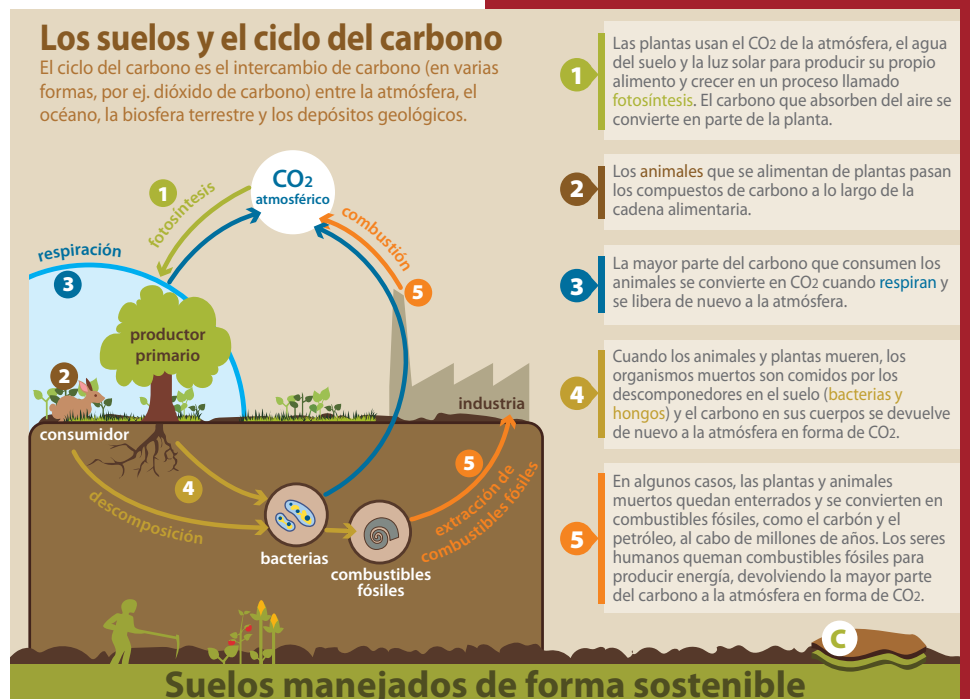 Los suelos y el ciclo del carbono
El ciclo del carbono es el intercambio de carbono (en varias
formas, por ej. dióxido de carbono) entre la atmósfera, el
océano, la biosfera terrestre y los depósitos geológicos.
CO2
atmosférico
1
fotosíntesis
combustión
5
respiración
3
productor
primario
2
industria
consumidor
4
descomposición
5
extracción de
combustibles fósiles
bacterias
combustibles
fósiles
1
Las plantas usan el CO2 de la atmósfera, el agua
del suelo y la luz solar para producir su propio
alimento y crecer en un proceso llamado
fotosíntesis. El carbono que absorben del aire se
convierte en parte de la planta.
2
Los animales que se alimentan de plantas pasan
los compuestos de carbono a lo largo de la
cadena alimentaria.
3
La mayor parte del carbono que consumen los
animales se convierte en CO2 cuando respiran y
se libera de nuevo a la atmósfera.
4
Cuando los animales y plantas mueren, los
organismos muertos son comidos por los
descomponedores en el suelo (bacterias y
hongos) y el carbono en sus cuerpos se devuelve
de nuevo a la atmósfera en forma de CO2.
5
En algunos casos, las plantas y animales
muertos quedan enterrados y se convierten en
combustibles fósiles, como el carbón y el
petróleo, al cabo de millones de años. Los seres
humanos queman combustibles fósiles para
producir energía, devolviendo la mayor parte
del carbono a la atmósfera en forma de CO2.
C
Suelos manejados de forma sostenible